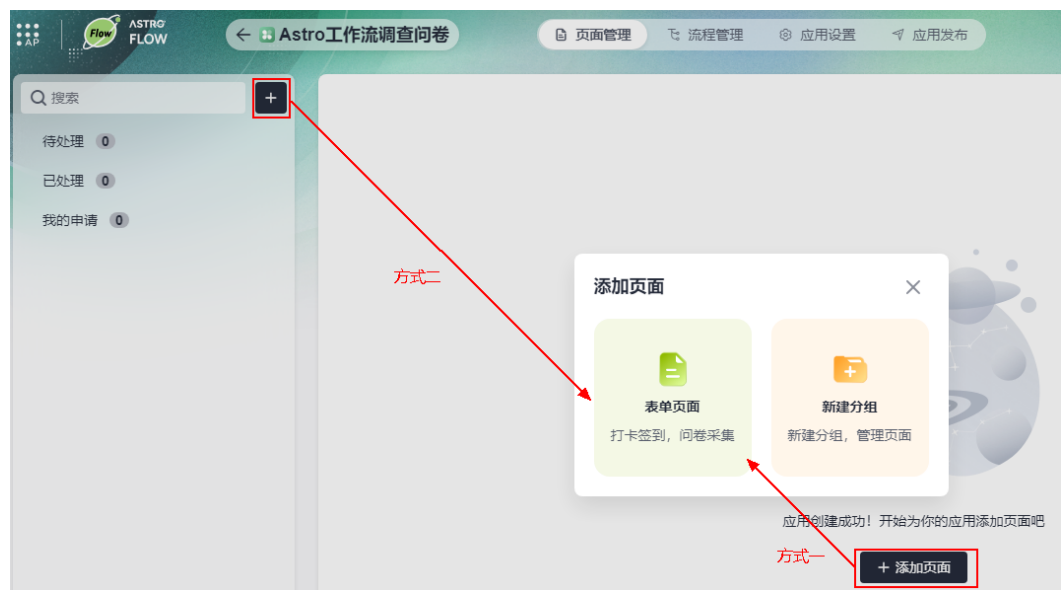 AP
Flow
ASTRO
FLOW
Astro工作流调查问卷
页面管理
流程管理
应用设置
应用发布
搜索
+
待处理 0
已处理 0
我的申请 0
方式二
添加页面
表单页面
打卡签到，问卷采集
新建分组
新建分组，管理页面
应用创建成功！开始为你的应用添加页面吧
方式一
+ 添加页面